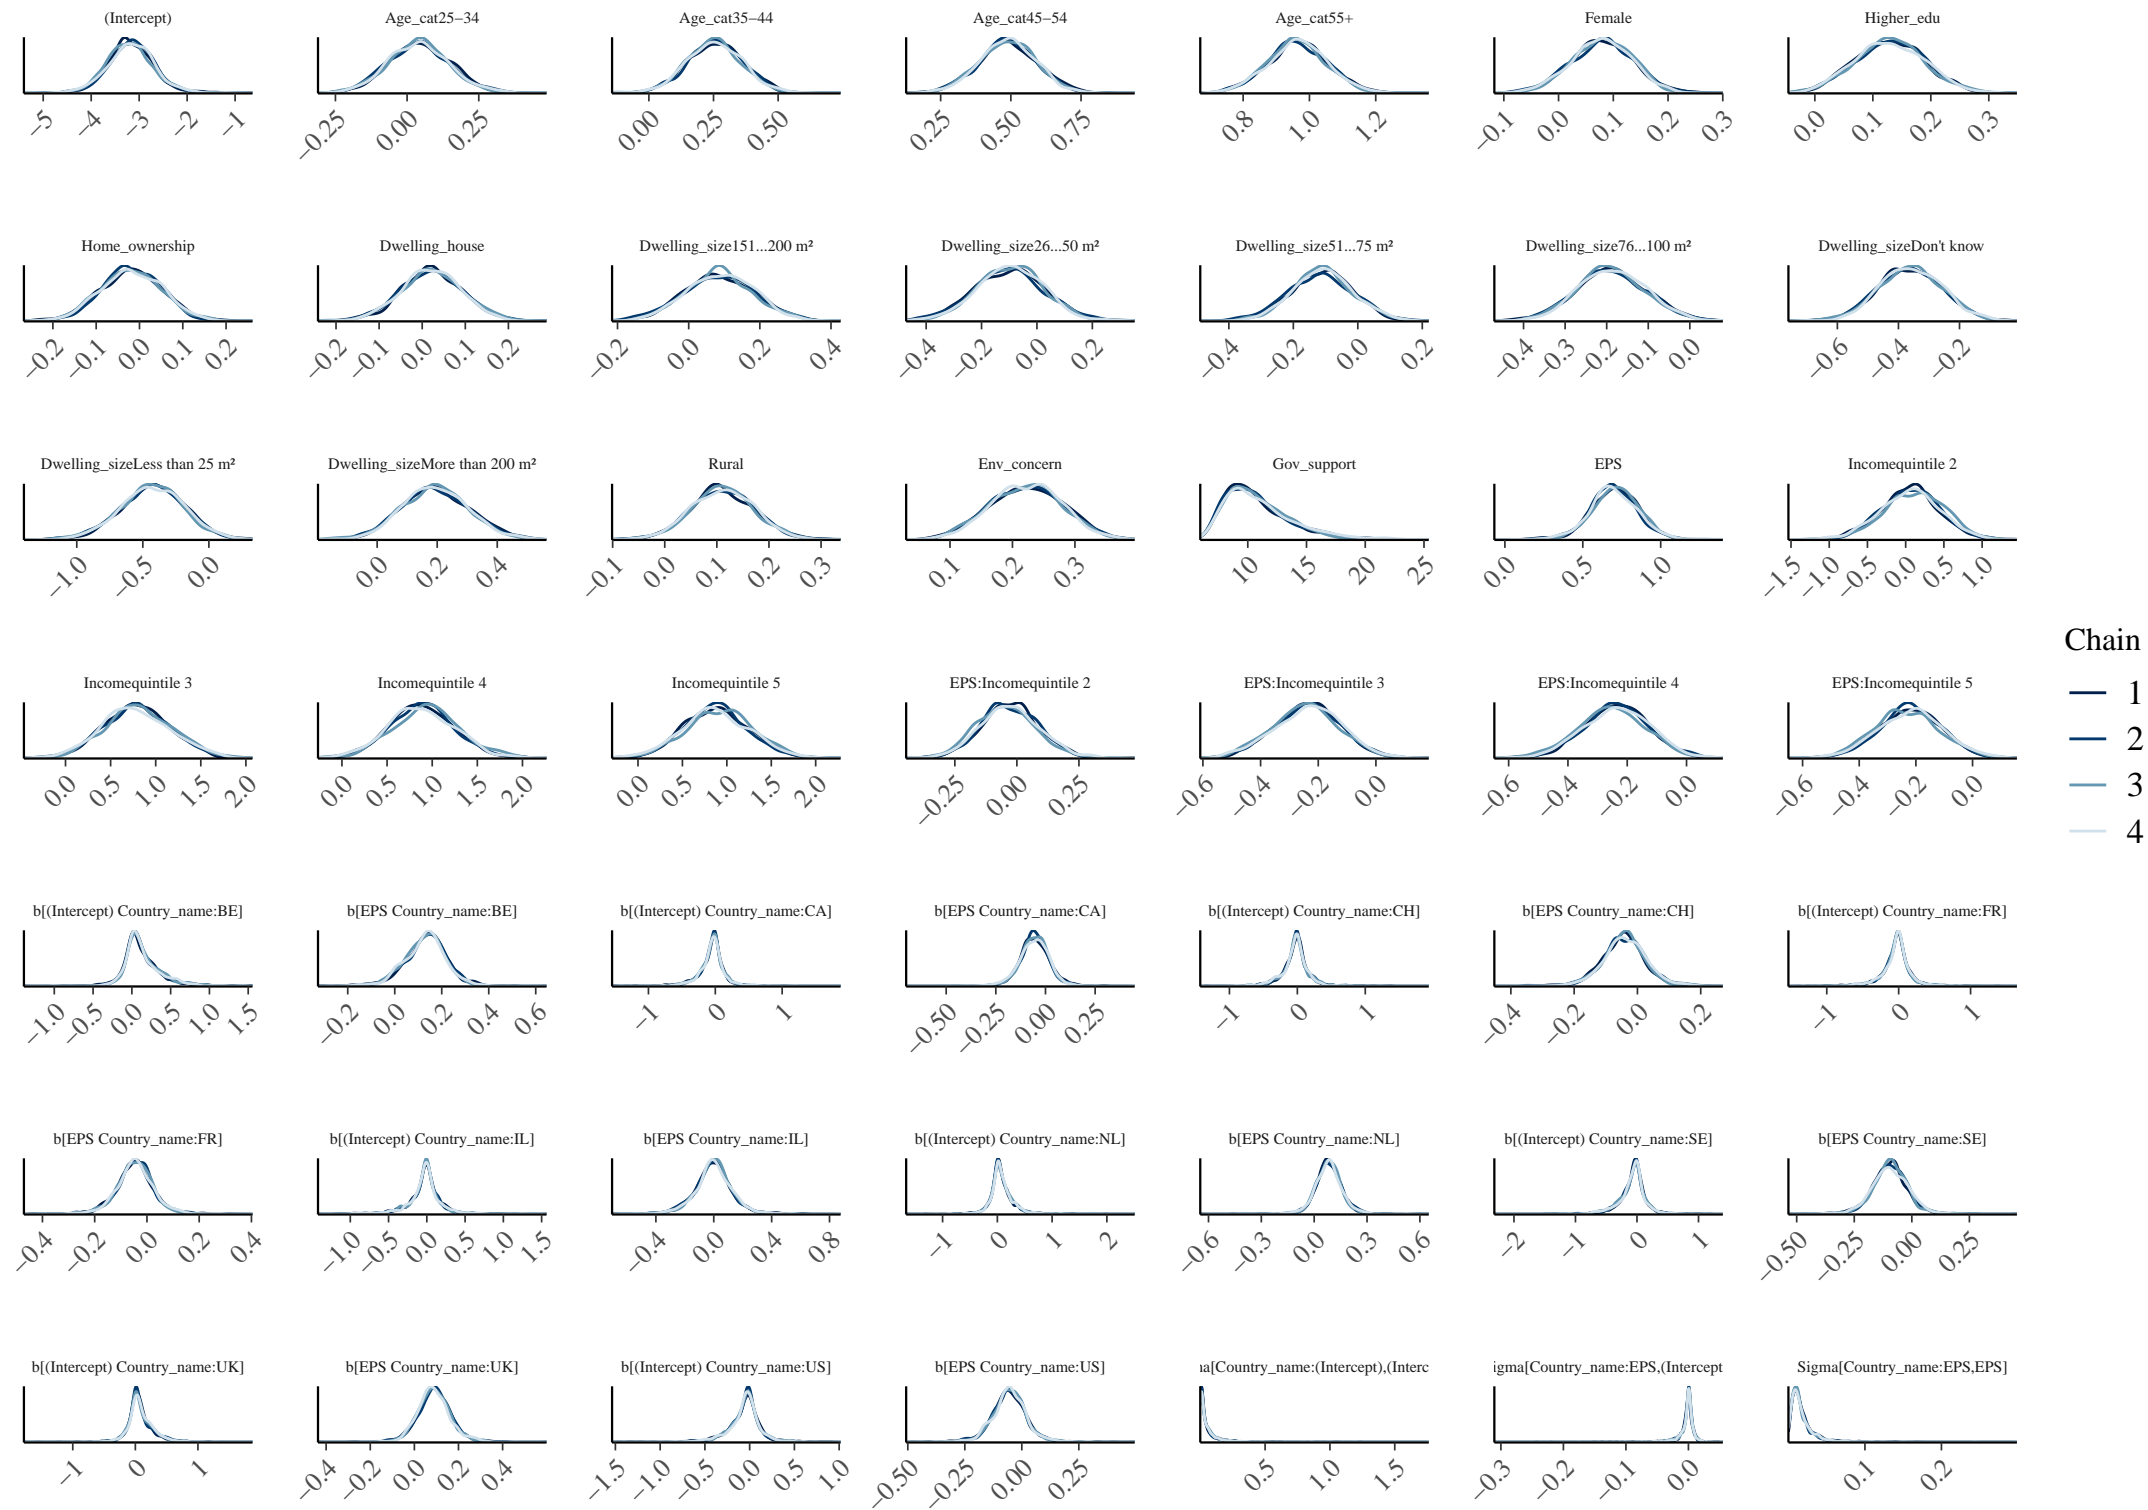 (Intercept) Age_cat25−34 Age_cat35−44 Age_cat45−54 Age_cat55+ Female Higher_edu
−5 −4 −3 −2 −1 −0.25 0.00 0.25 0.00 0.25 0.50 0.25 0.50 0.75 0.8 1.0 1.2 −0.1 0.0 0.1 0.2 0.3 0.0 0.1 0.2 0.3
Home_ownership Dwelling_house Dwelling_size151...200 m² Dwelling_size26...50 m² Dwelling_size51...75 m² Dwelling_size76...100 m² Dwelling_sizeDon't know
−0.2 −0.1 0.0 0.1 0.2 −0.2 −0.1 0.0 0.1 0.2 −0.2 0.0 0.2 0.4 −0.4 −0.2 0.0 0.2 −0.4 −0.2 0.0 0.2 −0.4 −0.3 −0.2 −0.1 0.0 −0.6 −0.4 −0.2
Dwelling_sizeLess than 25 m² Dwelling_sizeMore than 200 m² Rural Env_concern Gov_support EPS Incomequintile 2
−1.0 −0.5 0.0 0.0 0.2 0.4 −0.1 0.0 0.1 0.2 0.3 0.1 0.2 0.3 10 15 20 25 0.0 0.5 1.0 −1.5 −1.0 −0.5 0.0 0.5 1.0
Chain
1
2
3
4
Incomequintile 3 Incomequintile 4 Incomequintile 5 EPS:Incomequintile 2 EPS:Incomequintile 3 EPS:Incomequintile 4 EPS:Incomequintile 5
0.0 0.5 1.0 1.5 2.0 0.0 0.5 1.0 1.5 2.0 0.0 0.5 1.0 1.5 2.0 −0.25 0.00 0.25 −0.6 −0.4 −0.2 0.0 −0.6 −0.4 −0.2 0.0 −0.6 −0.4 −0.2 0.0
b[(Intercept) Country_name:BE] b[EPS Country_name:BE] b[(Intercept) Country_name:CA] b[EPS Country_name:CA] b[(Intercept) Country_name:CH] b[EPS Country_name:CH] b[(Intercept) Country_name:FR]
−1.0 −0.5 0.0 0.5 1.0 1.5 −0.2 0.0 0.2 0.4 0.6 −1 0 1 −0.50 −0.25 0.00 0.25 −1 0 1 −0.4 −0.2 0.0 0.2 −1 0 1
b[EPS Country_name:FR] b[(Intercept) Country_name:IL] b[EPS Country_name:IL] b[(Intercept) Country_name:NL] b[EPS Country_name:NL] b[(Intercept) Country_name:SE] b[EPS Country_name:SE]
−0.4 −0.2 0.0 0.2 0.4 −1.0 −0.5 0.0 0.5 1.0 1.5 −0.4 0.0 0.4 0.8 −1 0 1 2 −0.6 −0.3 0.0 0.3 0.6 −2 −1 0 1 −0.50 −0.25 0.00 0.25
b[(Intercept) Country_name:UK] b[EPS Country_name:UK] b[(Intercept) Country_name:US] b[EPS Country_name:US] ıa[Country_name:(Intercept),(Interc igma[Country_name:EPS,(Intercept Sigma[Country_name:EPS,EPS]
−1 0 1 −0.4 −0.2 0.0 0.2 0.4 −1.5 −1.0 −0.5 0.0 0.5 1.0 −0.50 −0.25 0.00 0.25 0.5 1.0 1.5 −0.3 −0.2 −0.1 0.0 0.1 0.2